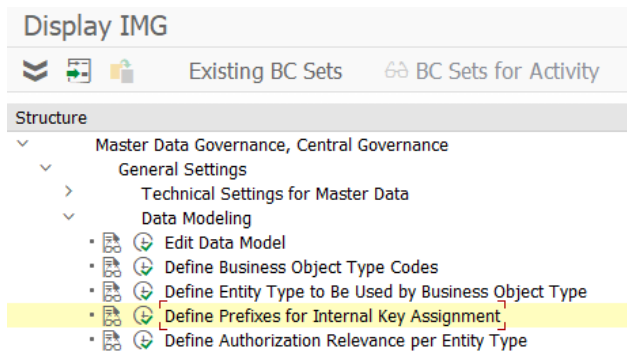 Display IMG
Existing BC Sets BC Sets for Activity
Structure
Master Data Governance, Central Governance
General Settings
Technical Settings for Master Data
Data Modeling
Edit Data Model
Define Business Object Type Codes
Define Entity Type to Be Used by Business Object Type
Define Prefixes for Internal Key Assignment
Define Authorization Relevance per Entity Type